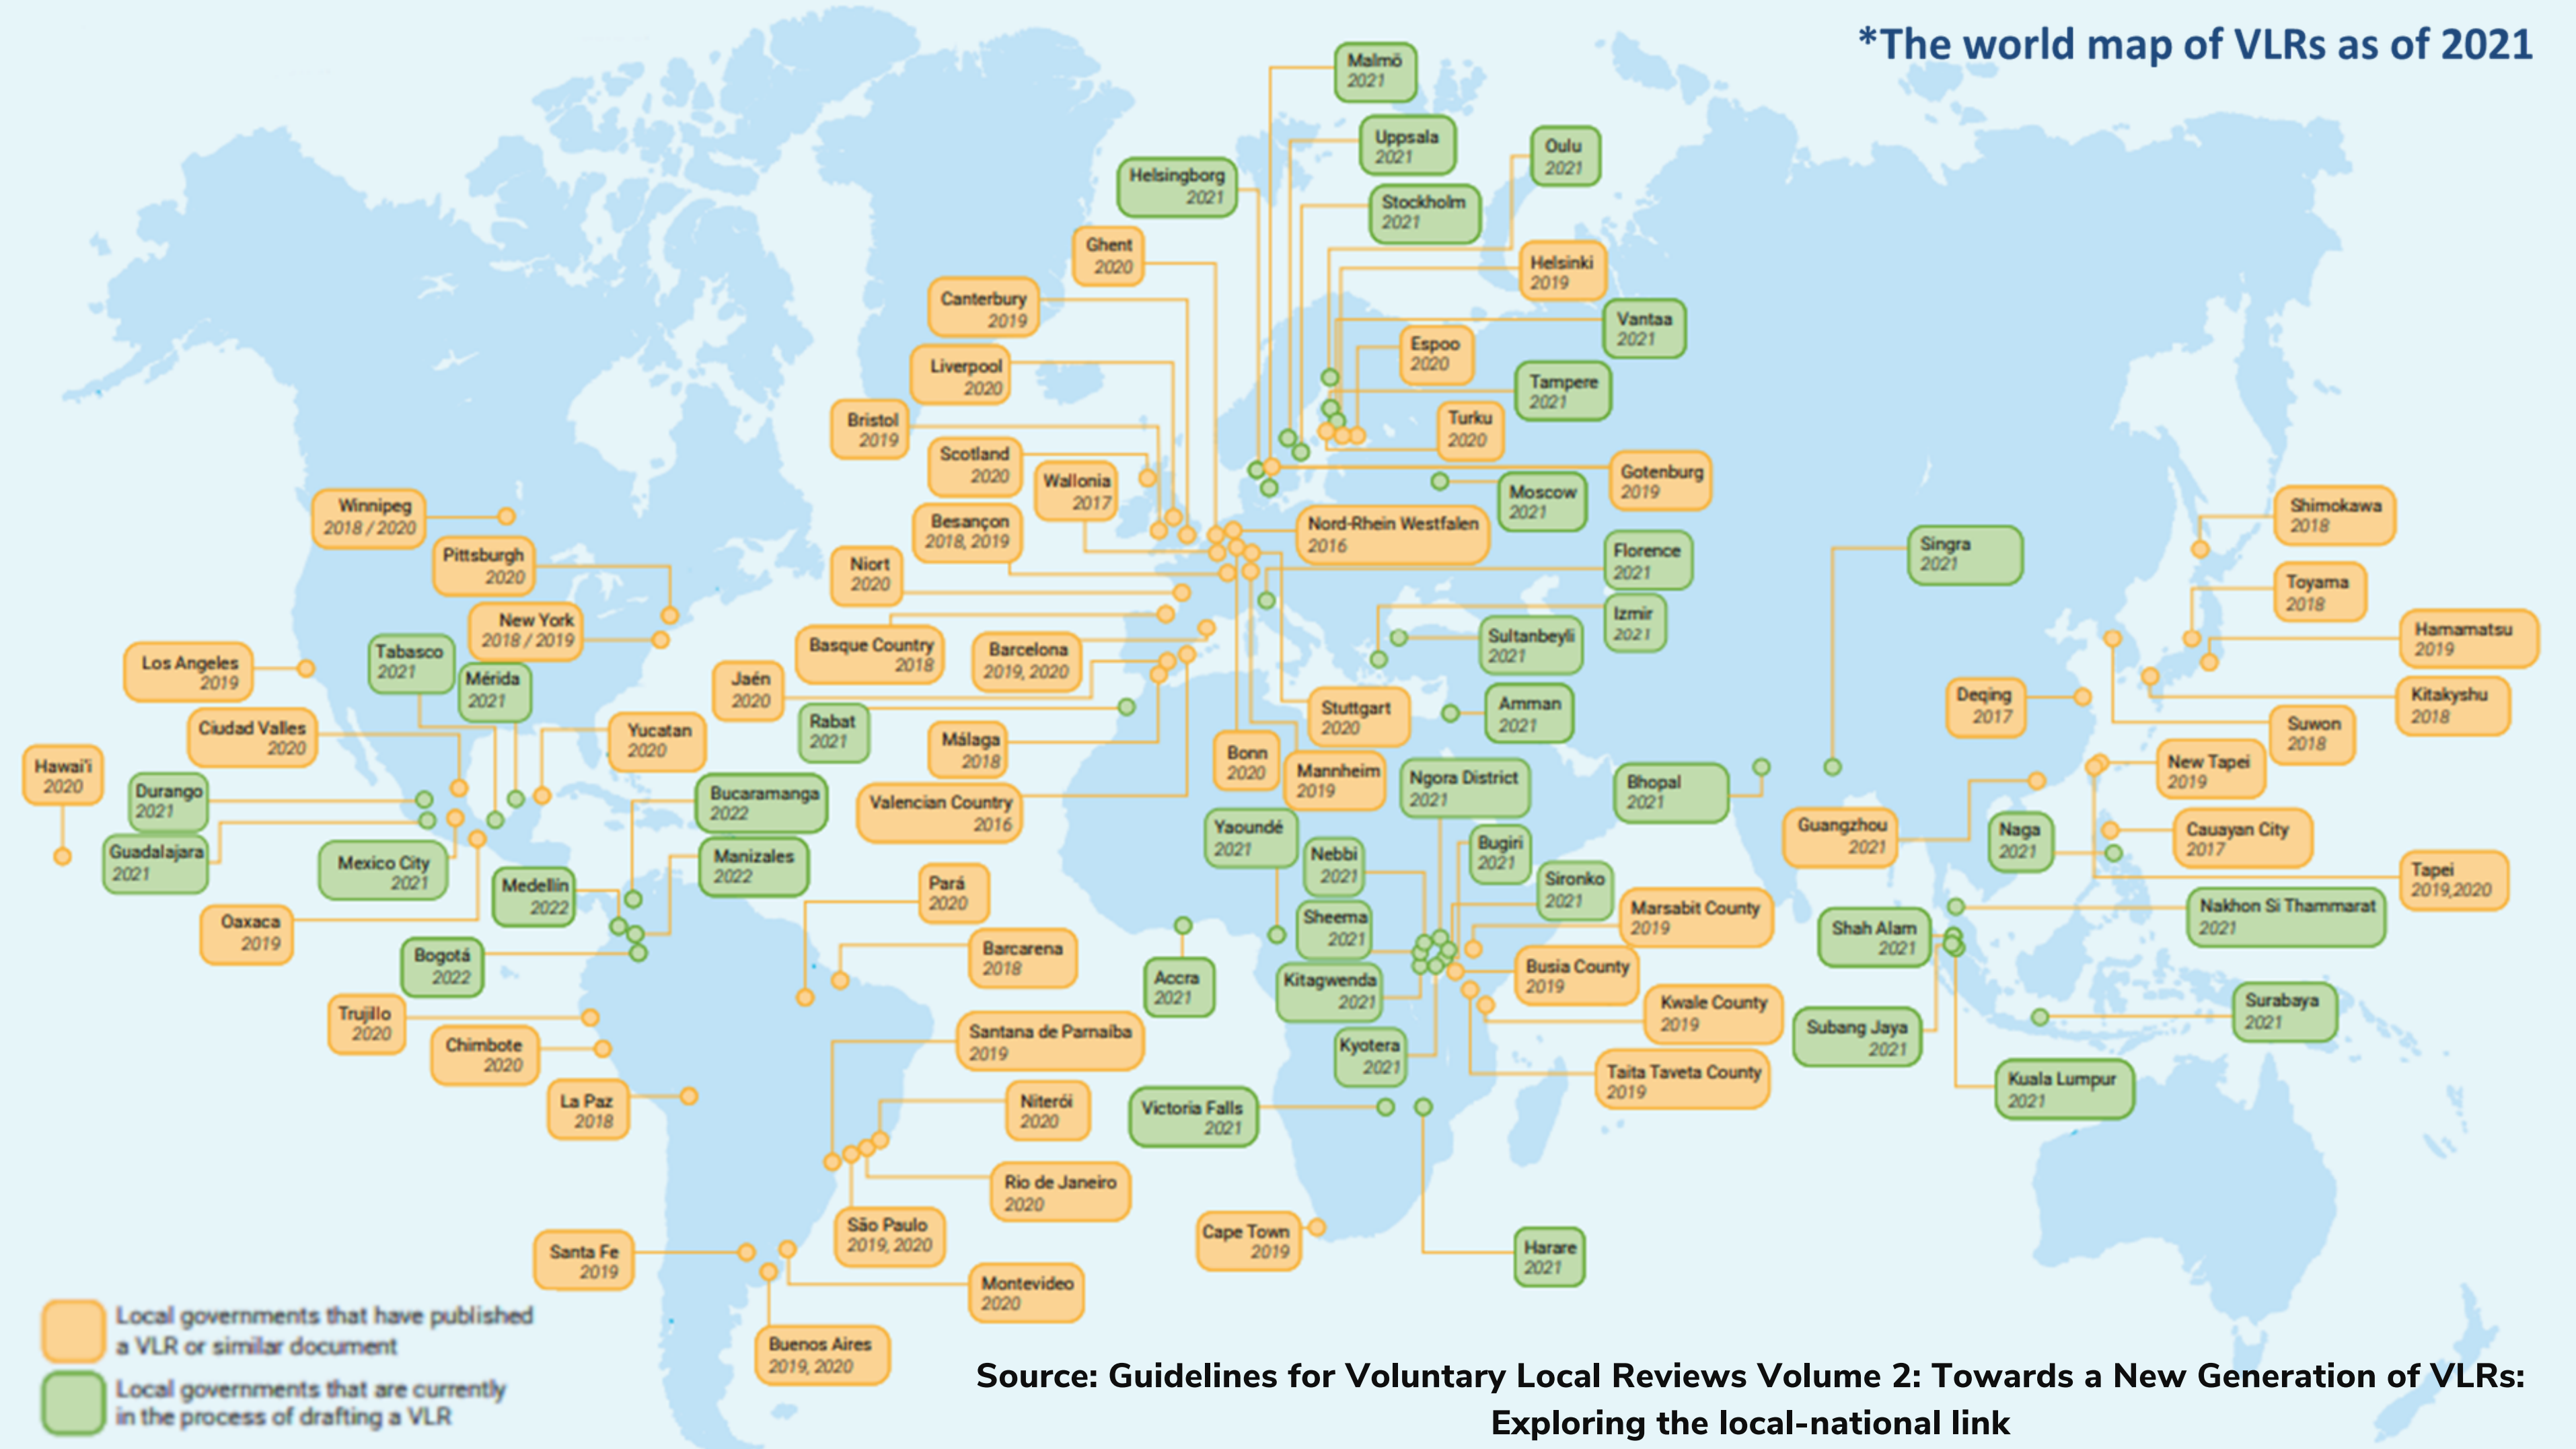 *The world map of VLRs as of 2021
Malmö
2021
Uppsala
2021
Oulu
2021
Helsingborg
2021
Stockholm
2021
Ghent
2020
Helsinki
2019
Canterbury
2019
Vantaa
2021
Espoo
2020
Liverpool
2020
Tampere
2021
Bristol
2019
Turku
2020
Scotland
2020
Wallonia
2017
Gotenburg
2019
Moscow
2021
Winnipeg
2018 / 2020
Besançon
2018, 2019
Nord-Rhein Westfalen
2016
Shimokawa
2018
Pittsburgh
2020
Niort
2020
Florence
2021
Singra
2021
Toyama
2018
New York
2018 / 2019
Izmir
2021
Hamamatsu
2019
Los Angeles
2019
Tabasco
2021
Mérida
2021
Basque Country
2018
Barcelona
2019, 2020
Sultanbeyli
2021
Jaén
2020
Stuttgart
2020
Amman
2021
Deqing
2017
Kitakyshu
2018
Ciudad Valles
2020
Yucatan
2020
Rabat
2021
Málaga
2018
Suwon
2018
Bonn
2020
Mannheim
2019
Ngora District
2021
Bhopal
2021
New Tapei
2019
Hawai'i
2020
Durango
2021
Bucaramanga
2022
Valencian Country
2016
Yaoundé
2021
Guangzhou
2021
Naga
2021
Cauayan City
2017
Guadalajara
2021
Mexico City
2021
Manizales
2022
Nebbi
2021
Bugiri
2021
Tapei
2019,2020
Medellín
2022
Pará
2020
Sironko
2021
Oaxaca
2019
Sheema
2021
Marsabit County
2019
Shah Alam
2021
Nakhon Si Thammarat
2021
Bogotá
2022
Barcarena
2018
Accra
2021
Kitagwenda
2021
Busia County
2019
Trujillo
2020
Kwale County
2019
Subang Jaya
2021
Surabaya
2021
Chimbote
2020
Santana de Parnaíba
2019
Kyotera
2021
Taita Taveta County
2019
Kuala Lumpur
2021
La Paz
2018
Niterói
2020
Victoria Falls
2021
Rio de Janeiro
2020
São Paulo
2019, 2020
Cape Town
2019
Harare
2021
Santa Fe
2019
Montevideo
2020
Buenos Aires
2019, 2020
Local governments that have published
a VLR or similar document
Local governments that are currently
in the process of drafting a VLR
Source: Guidelines for Voluntary Local Reviews Volume 2: Towards a New Generation of VLRs:
Exploring the local-national link